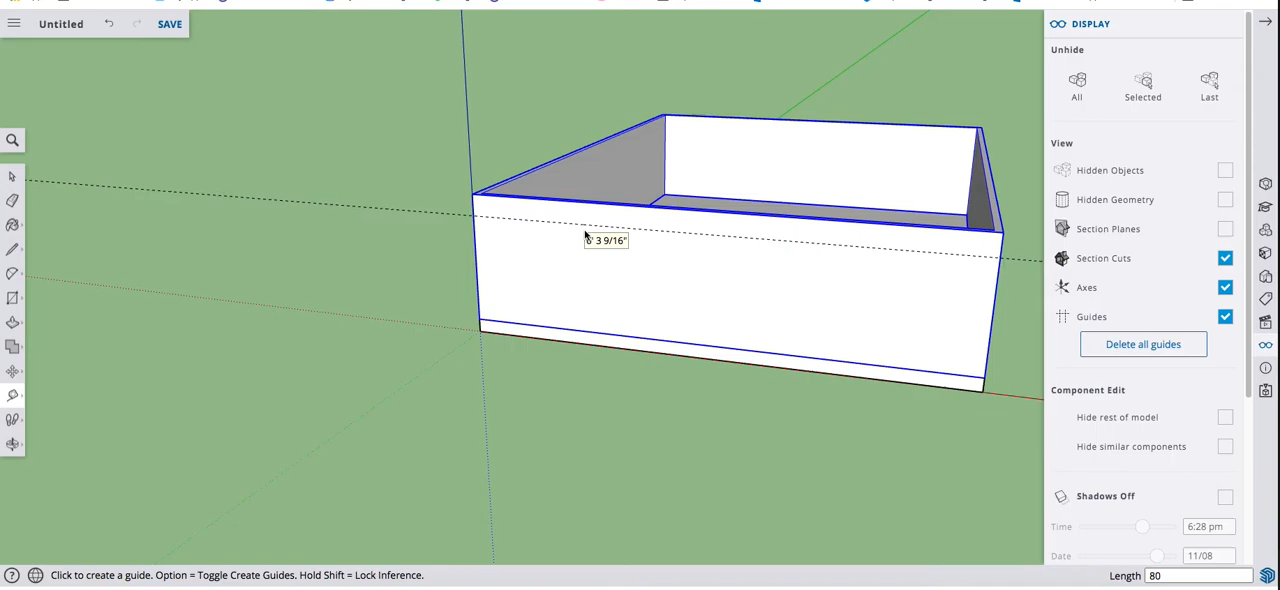 Untitled SAVE
DISPLAY
Unhide
All Selected Last
View
Hidden Objects
Hidden Geometry
Section Planes
Section Cuts
Axes
Guides
Delete all guides
Component Edit
Hide rest of model
Hide similar components
Shadows Off
Time 6:28 pm
Date 11/08
6' 3 9/16"
Click to create a guide. Option = Toggle Create Guides. Hold Shift = Lock Inference.
Length 80